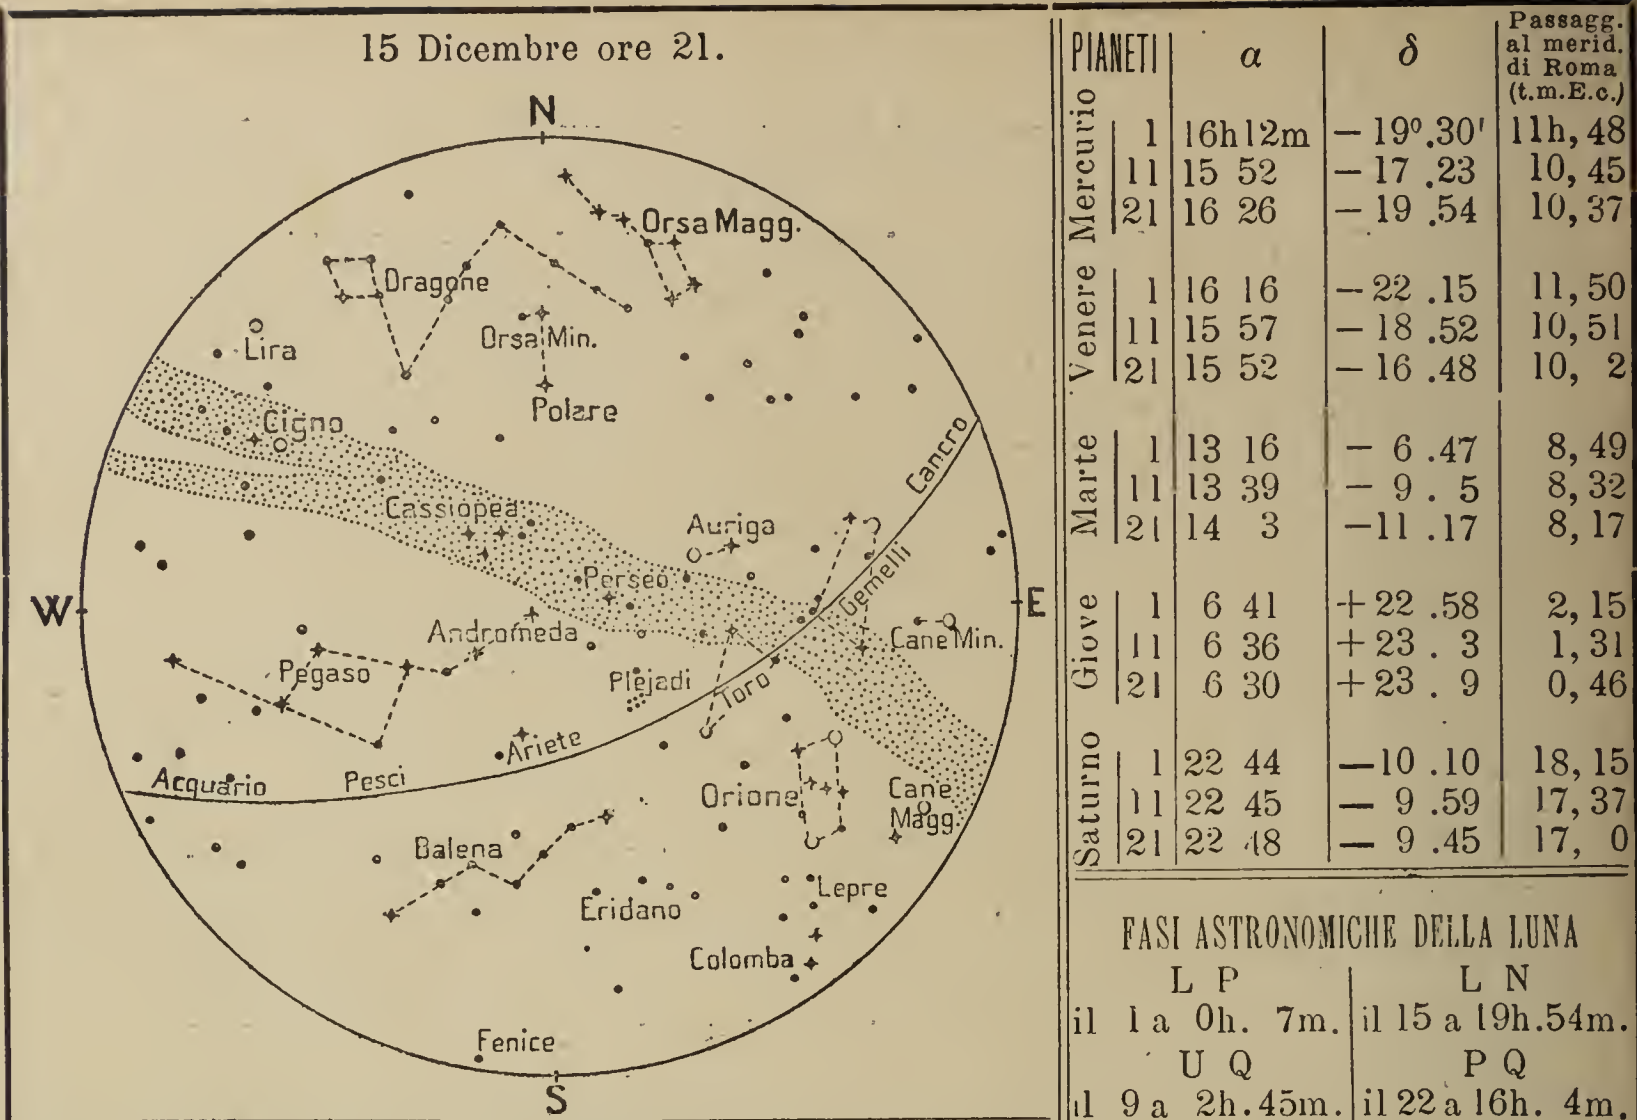 15 Dicembre ore 21.
N
Orsa Magg.
Dragone
Orsa Min.
Lira
Polare
Cigno
Cancro
Cassiopea
Auriga
Gemelli
Perseo
W
E
Andromeda
Cane Min.
Pegaso
Plejadi
Toro
Ariete
Acquario
Pesci
Orione
Cane
Magg.
Balena
Lepre
Eridano
Colomba
Fenice
S
PIANETI α δ Passagg. al merid. di Roma (t.m.E.c.)
Mercurio
1 16h12m — 19º.30' 11h,48
11 15 52 — 17 .23 10,45
21 16 26 — 19 .54 10,37
Venere
1 16 16 — 22 .15 11,50
11 15 57 — 18 .52 10,51
21 15 52 — 16 .48 10, 2
Marte
1 13 16 — 6 .47 8,49
11 13 39 — 9 . 5 8,32
21 14 3 —11 .17 8,17
Giove
1 6 41 +22 .58 2,15
11 6 36 +23 . 3 1,31
21 6 30 +23 . 9 0,46
Saturno
1 22 44 —10 .10 18,15
11 22 45 — 9 .59 17,37
21 22 48 — 9 .45 17, 0
FASI ASTRONOMICHE DELLA LUNA
L P L N
il 1 a 0h. 7m. il 15 a 19h.54m.
U Q P Q
il 9 a 2h.45m. il 22 a 16h. 4m.